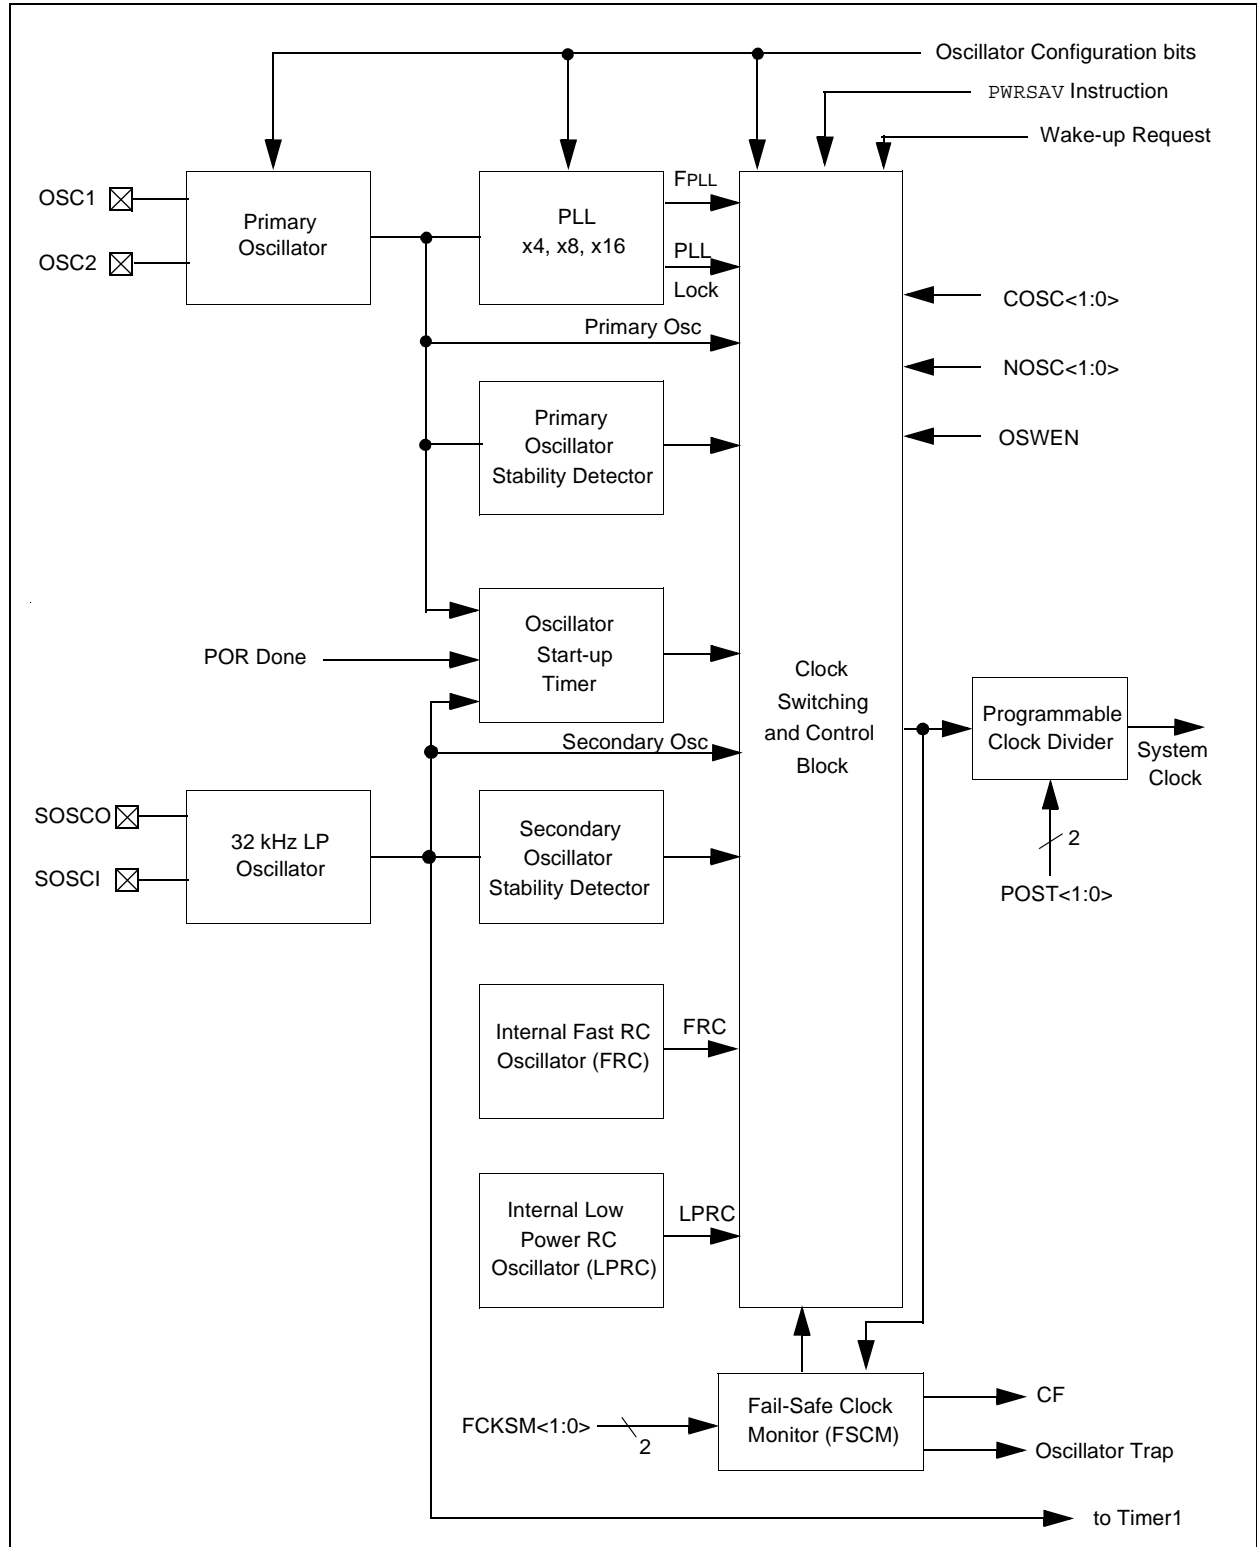 Oscillator Configuration bits
PWRSAV Instruction
Wake-up Request
OSC1
OSC2
Primary
Oscillator
PLL
x4, x8, x16
FPLL
PLL
Lock
Primary Osc
COSC<1:0>
NOSC<1:0>
OSWEN
Primary
Oscillator
Stability Detector
POR Done
Oscillator
Start-up
Timer
Clock
Switching
and Control
Block
Programmable
Clock Divider
System
Clock
2
POST<1:0>
Secondary Osc
SOSCO
SOSCI
32 kHz LP
Oscillator
Secondary
Oscillator
Stability Detector
Internal Fast RC
Oscillator (FRC)
FRC
Internal Low
Power RC
Oscillator (LPRC)
LPRC
FCKSM<1:0>
2
Fail-Safe Clock
Monitor (FSCM)
CF
Oscillator Trap
to Timer1